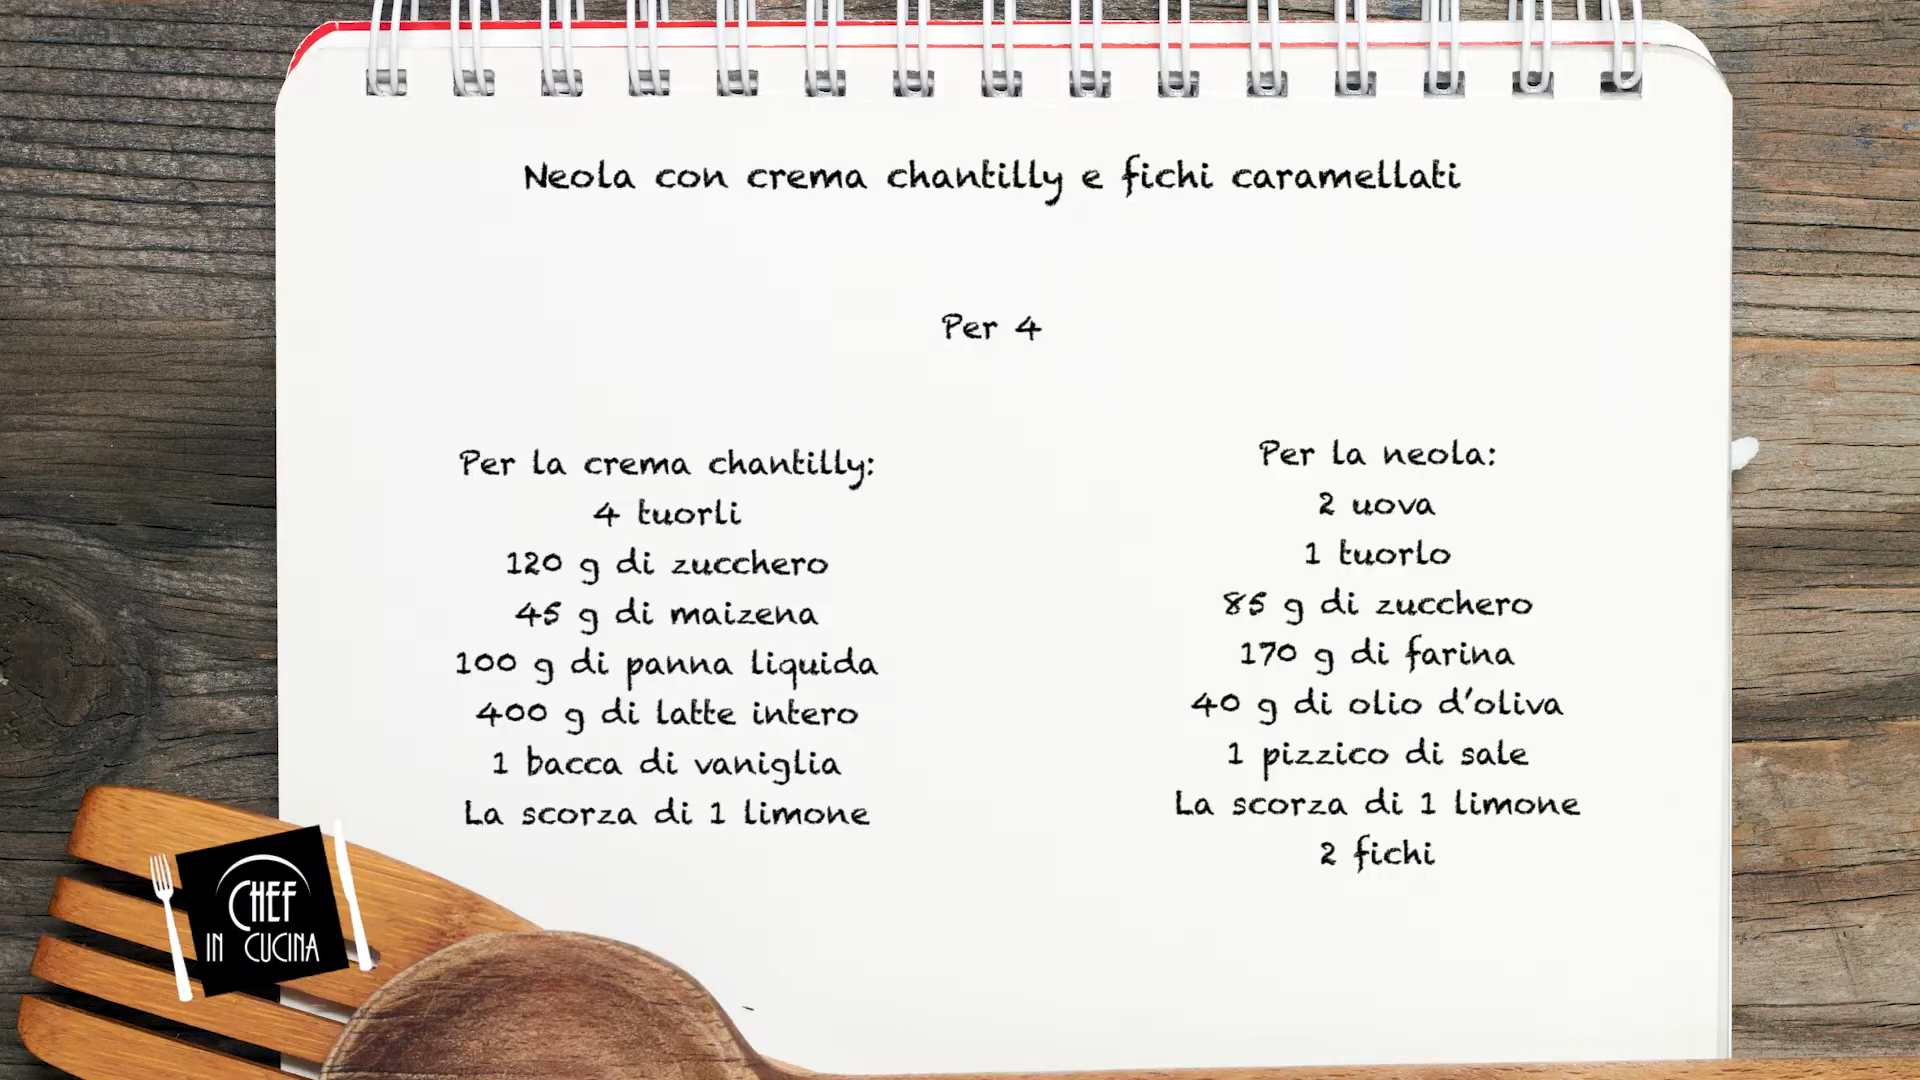 Neola con crema chantilly e fichi caramellati
Per 4
Per la crema chantilly:
4 tuorli
120 g di zucchero
45 g di maizena
100 g di panna liquida
400 g di latte intero
1 bacca di vaniglia
La scorza di 1 limone
Per la neola:
2 uova
1 tuorlo
85 g di zucchero
170 g di farina
40 g di olio d'oliva
1 pizzico di sale
La scorza di 1 limone
2 fichi
CHEF
IN CUCINA